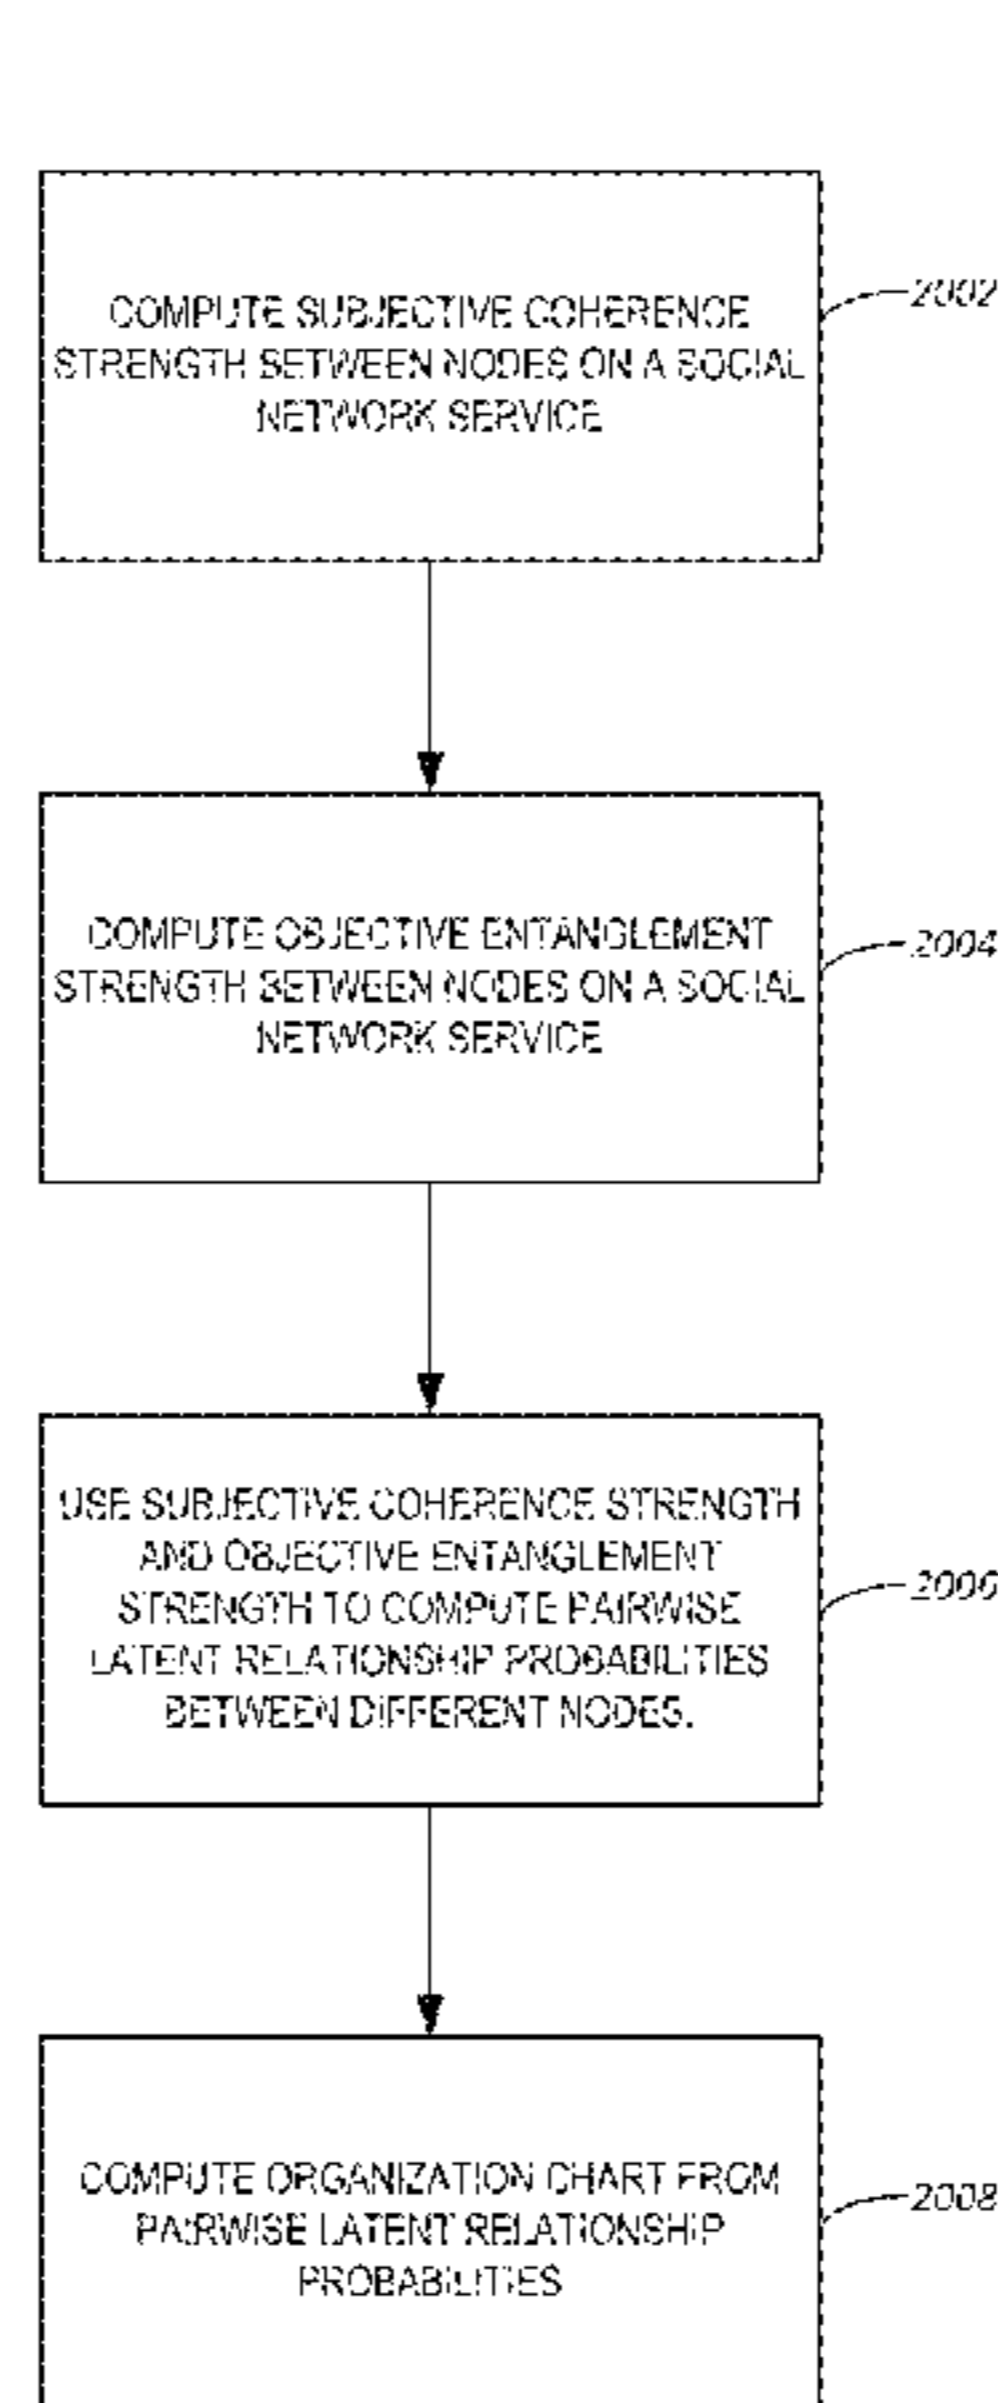 COMPUTE SUBJECTIVE COHERENCE
STRENGTH BETWEEN NODES ON A SOCIAL
NETWORK SERVICE
2002
COMPUTE OBJECTIVE ENTANGLEMENT
STRENGTH BETWEEN NODES ON A SOCIAL
NETWORK SERVICE
2004
USE SUBJECTIVE COHERENCE STRENGTH
AND OBJECTIVE ENTANGLEMENT
STRENGTH TO COMPUTE PAIRWISE
LATENT RELATIONSHIP PROBABILITIES
BETWEEN DIFFERENT NODES.
2006
COMPUTE ORGANIZATION CHART FROM
PAIRWISE LATENT RELATIONSHIP
PROBABILITIES
2008